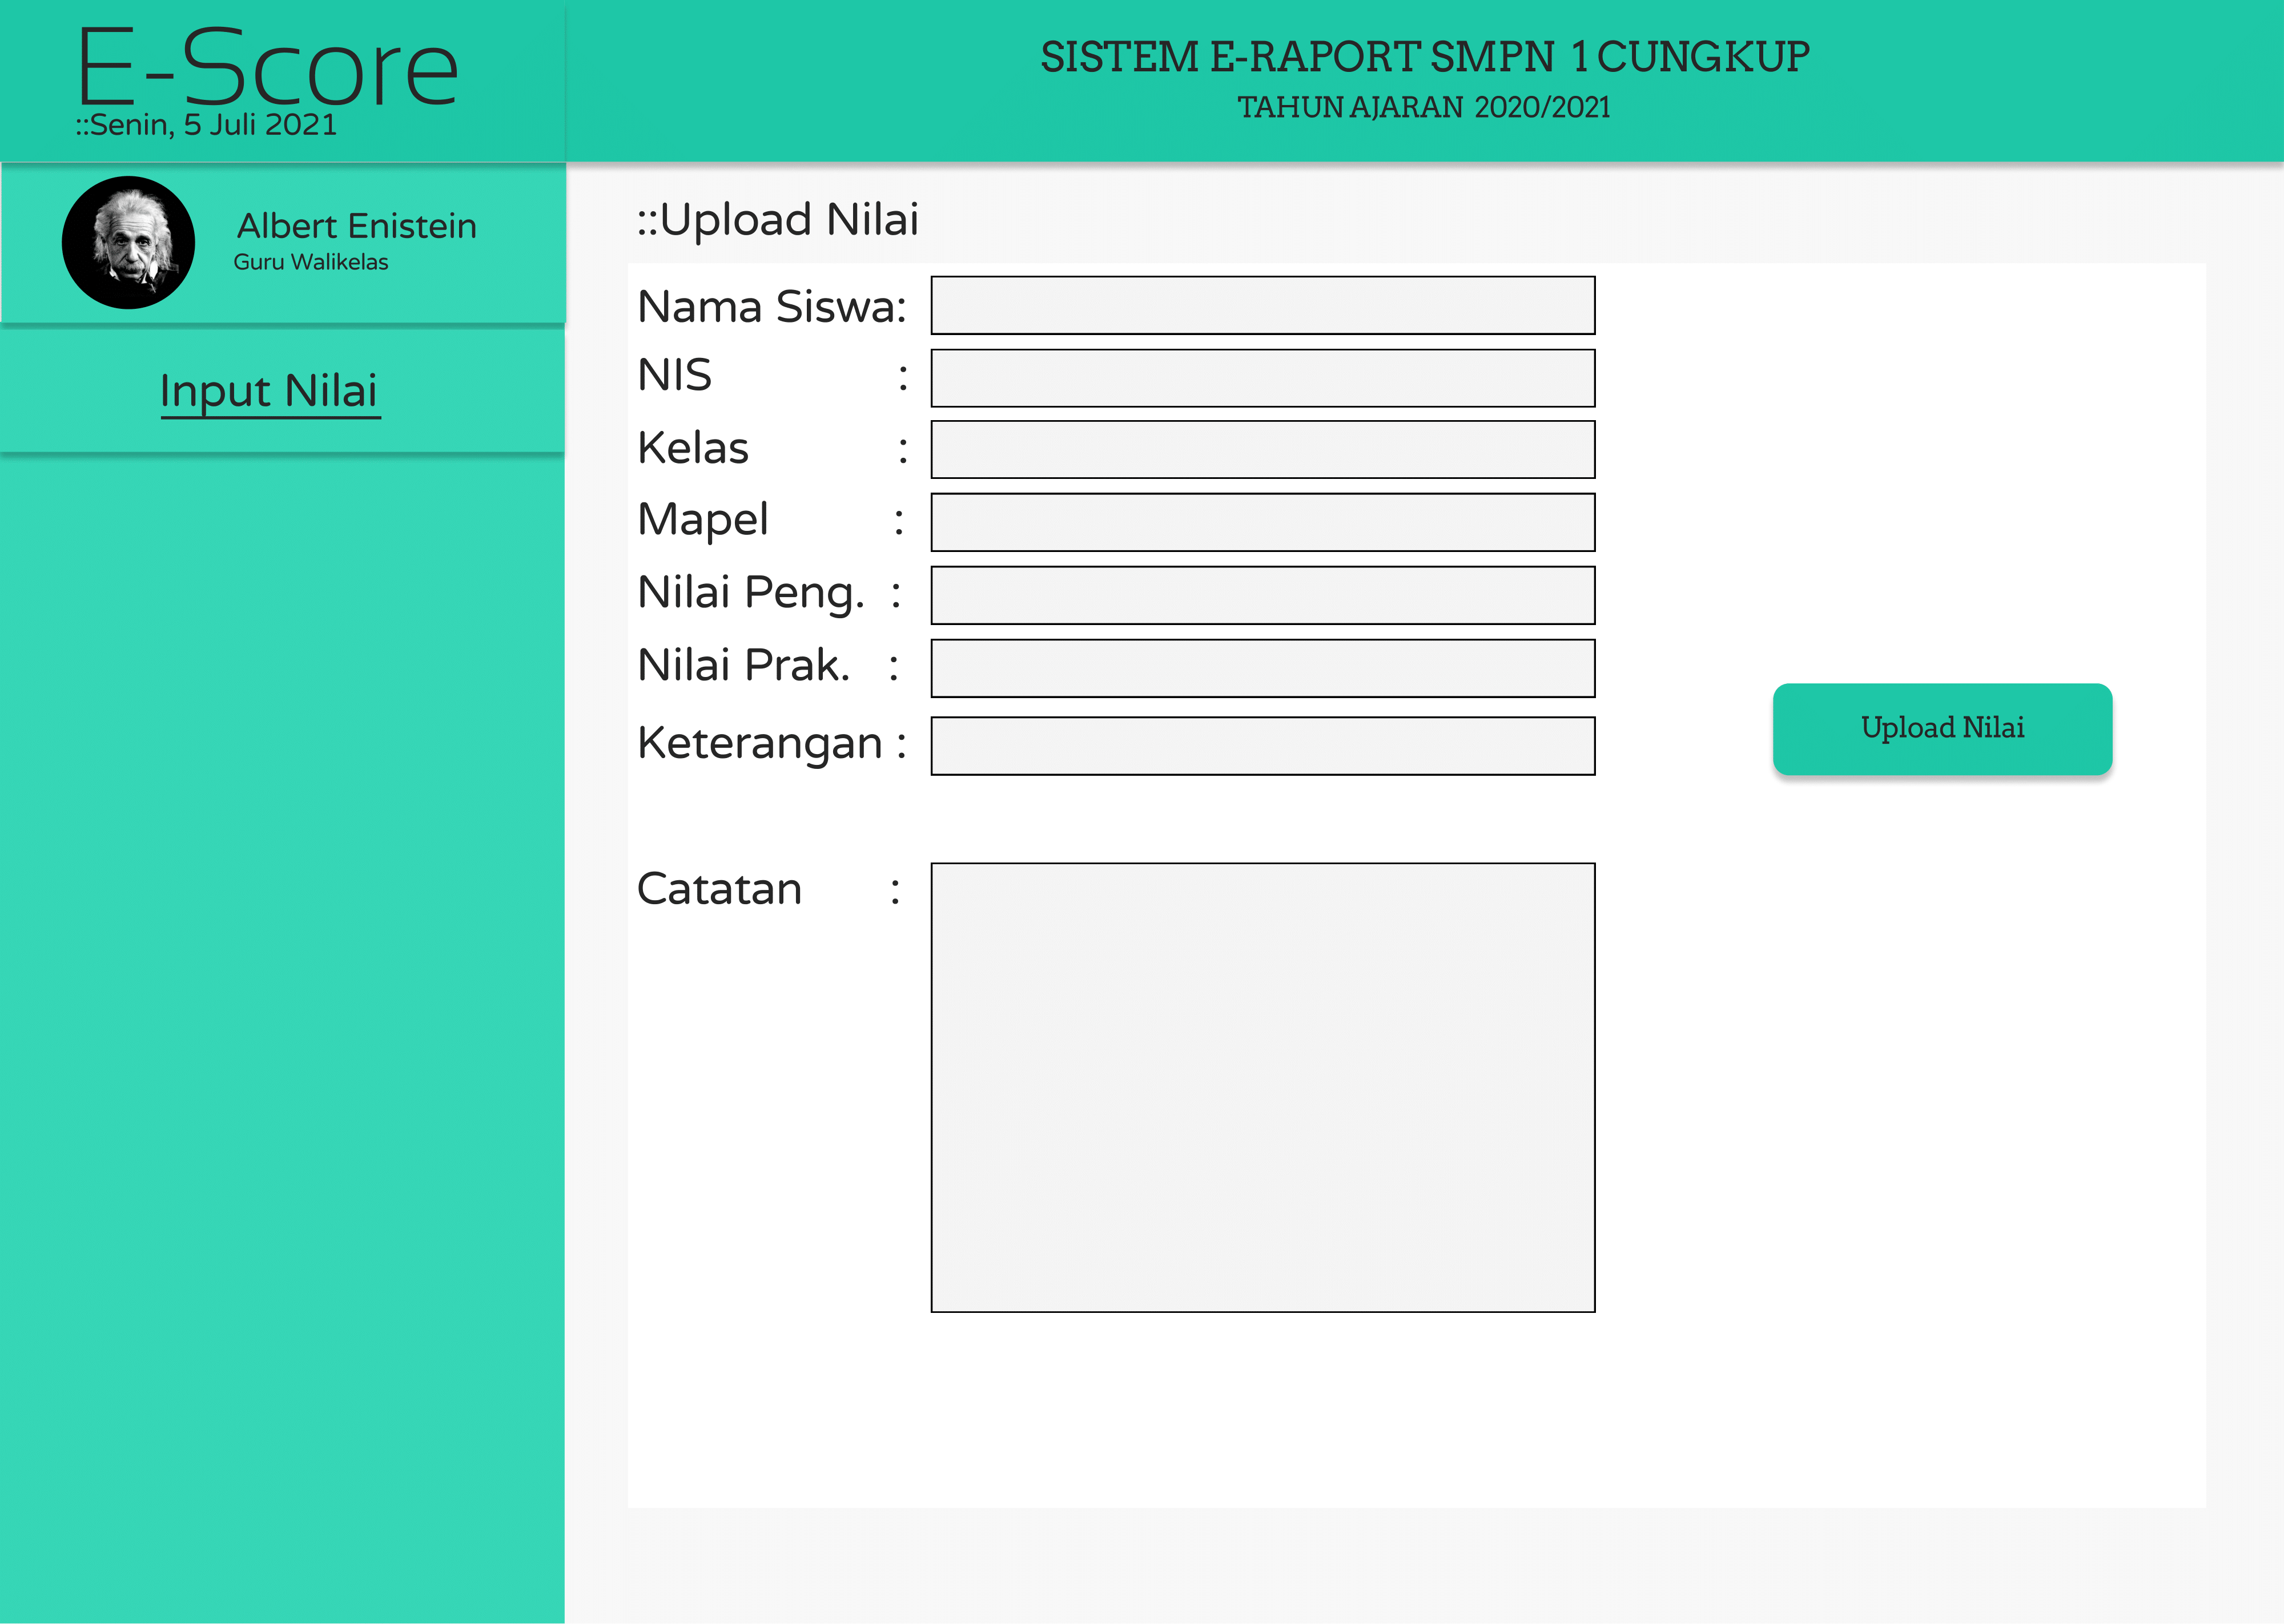 E-Score
::Senin, 5 Juli 2021
SISTEM E-RAPORT SMPN 1 CUNGKUP
TAHUN AJARAN 2020/2021
Albert Enistein
Guru Walikelas
Input Nilai
::Upload Nilai
Nama Siswa:
NIS :
Kelas :
Mapel :
Nilai Peng. :
Nilai Prak. :
Keterangan :
Upload Nilai
Catatan :